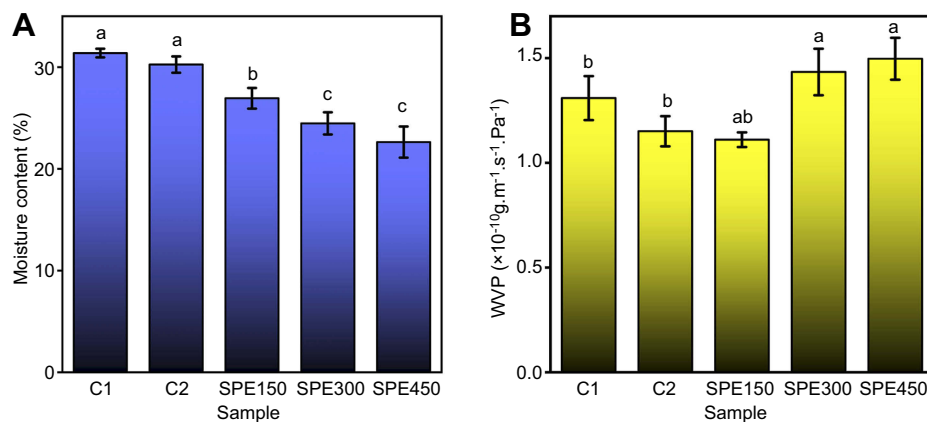 A
Moisture content (%)
30
20
10
0
a
a
b
c
c
C1 C2 SPE150 SPE300 SPE450
Sample
B
WVP (×10⁻¹⁰g.m⁻¹.s⁻¹.Pa⁻¹)
1.5
1.0
0.5
0.0
b
b
ab
a
a
C1 C2 SPE150 SPE300 SPE450
Sample